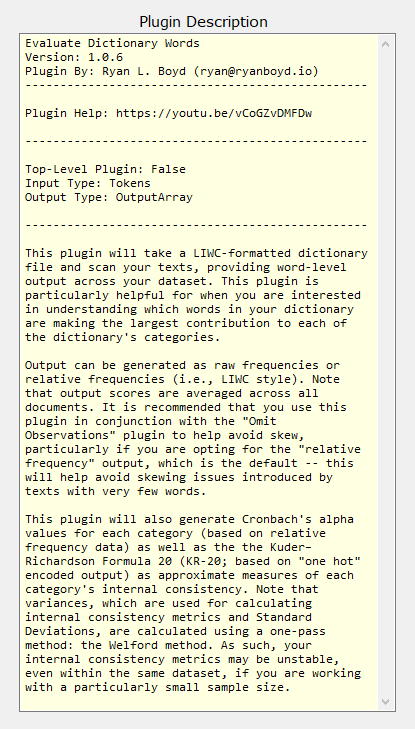 Plugin Description
Evaluate Dictionary Words
Version: 1.0.6
Plugin By: Ryan L. Boyd (ryan@ryanboyd.io)
-----------------------------------------------
Plugin Help: https://youtu.be/vCoGZvDMFDw
-----------------------------------------------
Top-Level Plugin: False
Input Type: Tokens
Output Type: OutputArray
-----------------------------------------------
This plugin will take a LIWC-formatted dictionary
file and scan your texts, providing word-level
output across your dataset. This plugin is
particularly helpful for when you are interested
in understanding which words in your dictionary
are making the largest contribution to each of
the dictionary's categories.
Output can be generated as raw frequencies or
relative frequencies (i.e., LIWC style). Note
that output scores are averaged across all
documents. It is recommended that you use this
plugin in conjunction with the "Omit
Observations" plugin to help avoid skew,
particularly if you are opting for the "relative
frequency" output, which is the default -- this
will help avoid skewing issues introduced by
texts with very few words.
This plugin will also generate Cronbach's alpha
values for each category (based on relative
frequency data) as well as the the Kuder-
Richardson Formula 20 (KR-20; based on "one hot"
encoded output) as approximate measures of each
category's internal consistency. Note that
variances, which are used for calculating
internal consistency metrics and Standard
Deviations, are calculated using a one-pass
method: the Welford method. As such, your
internal consistency metrics may be unstable,
even within the same dataset, if you are working
with a particularly small sample size.